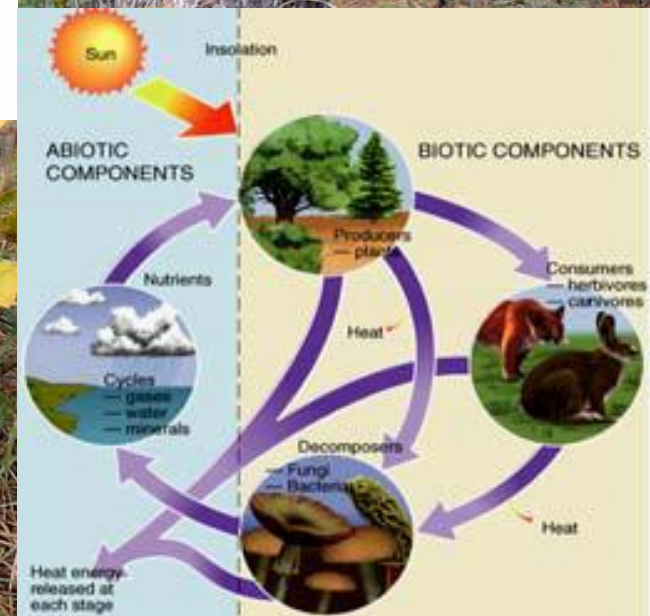 Sun
Insolation
ABIOTIC
COMPONENTS
BIOTIC COMPONENTS
Producers
— plants
Nutrients
Consumers
— herbivores
— carnivores
Heat
Cycles
— gases
— water
— minerals
Decomposers
— Fungi
— Bacteria
Heat
Heat energy
released at
each stage